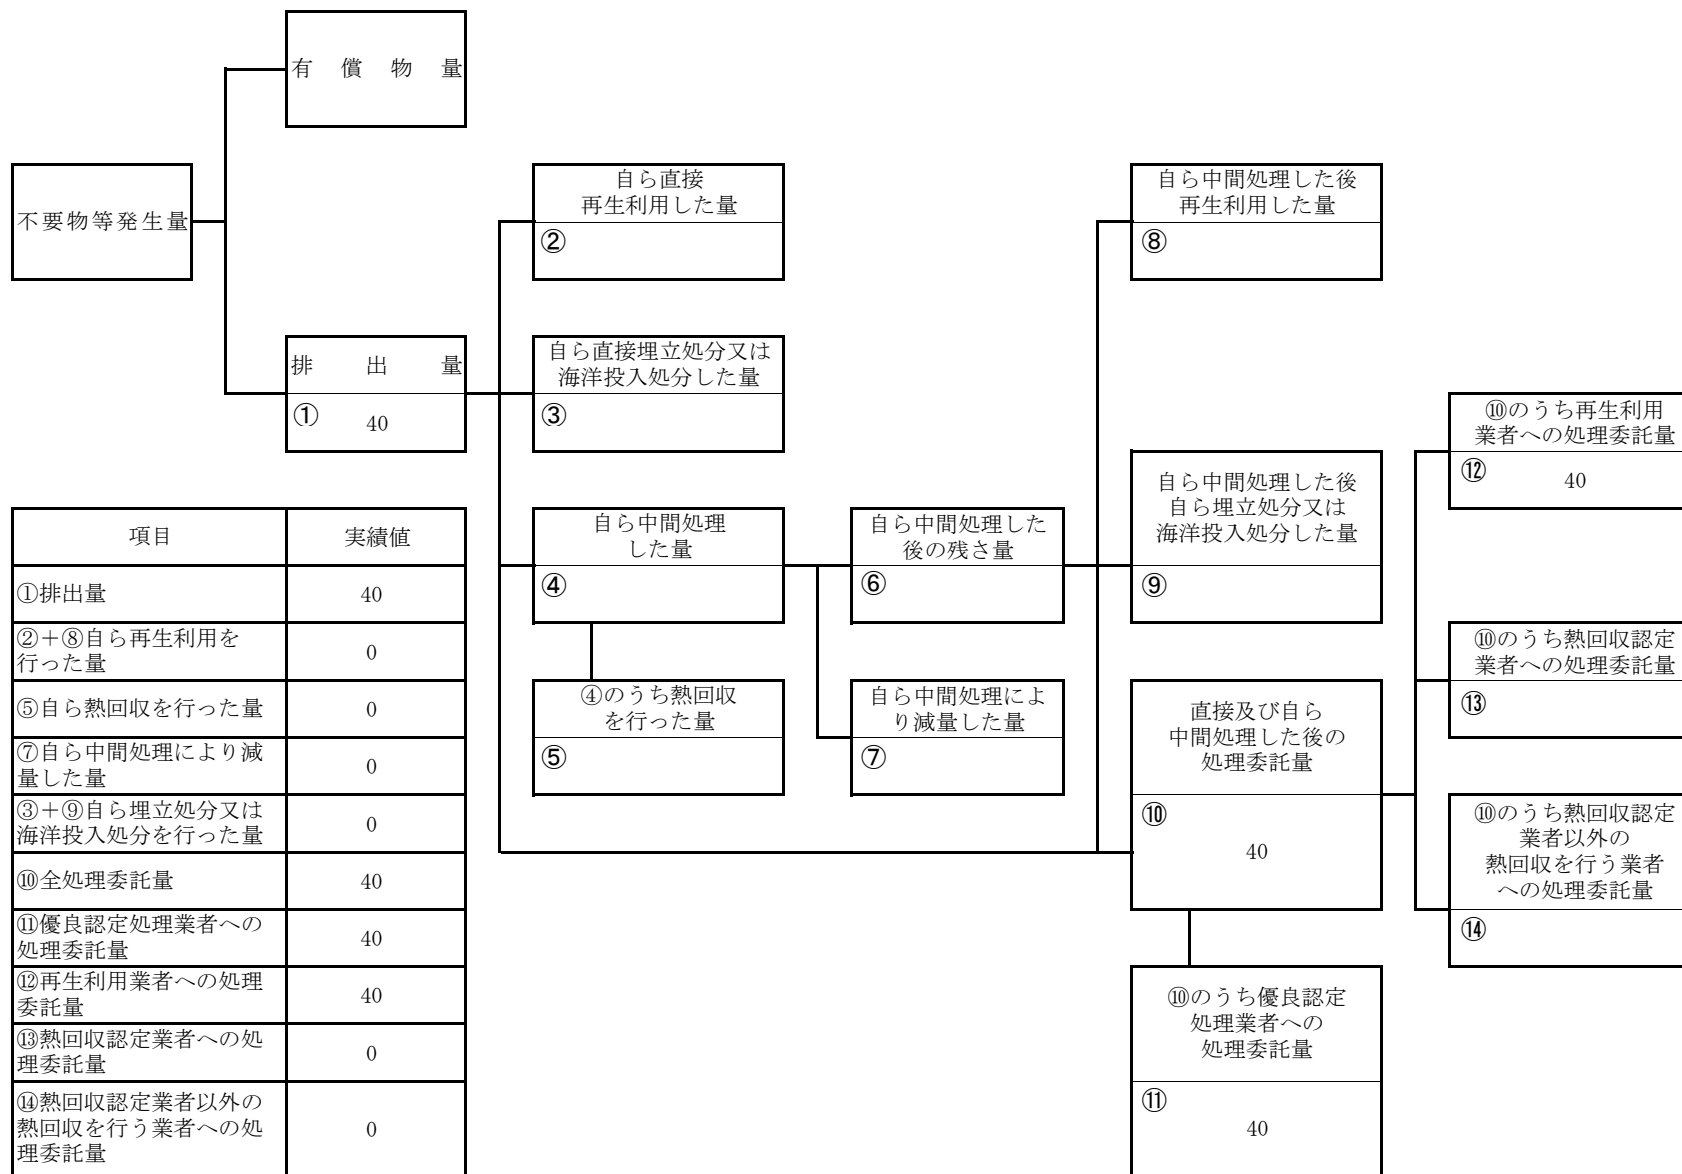 有償物量
不要物等発生量
排出量
① 40
自ら直接
再生利用した量
②
自ら直接埋立処分又は
海洋投入処分した量
③
自ら中間処理
した量
④
④のうち熱回収
を行った量
⑤
自ら中間処理した
後の残さ量
⑥
自ら中間処理によ
り減量した量
⑦
自ら中間処理した後
再生利用した量
⑧
自ら中間処理した後
自ら埋立処分又は
海洋投入処分した量
⑨
直接及び自ら
中間処理した後の
処理委託量
⑩
40
⑩のうち優良認定
処理業者への
処理委託量
⑪
40
⑩のうち再生利用
業者への処理委託量
⑫ 40
⑩のうち熱回収認定
業者への処理委託量
⑬
⑩のうち熱回収認定
業者以外の
熱回収を行う業者
への処理委託量
⑭
項目 実績値
①排出量 40
②＋⑧自ら再生利用を
行った量 0
⑤自ら熱回収を行った量 0
⑦自ら中間処理により減
量した量 0
③＋⑨自ら埋立処分又は
海洋投入処分を行った量 0
⑩全処理委託量 40
⑪優良認定処理業者への
処理委託量 40
⑫再生利用業者への処理
委託量 40
⑬熱回収認定業者への処
理委託量 0
⑭熱回収認定業者以外の
熱回収を行う業者への処
理委託量 0